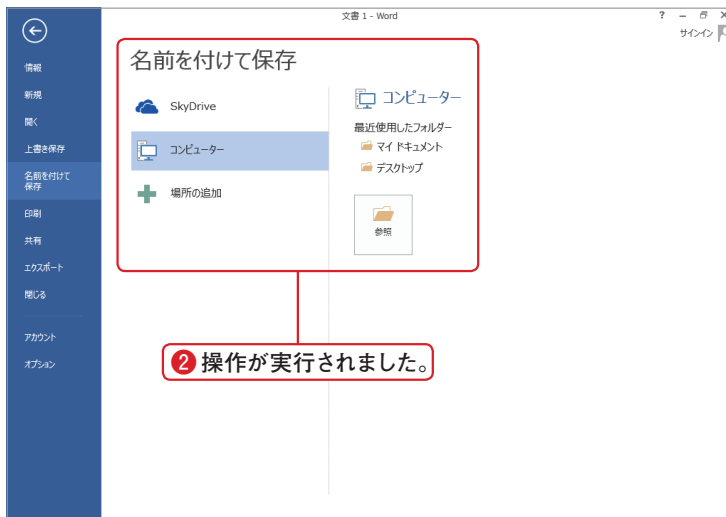 文書 1 - Word
?
サインイン
情報
新規
開く
上書き保存
名前を付けて
保存
印刷
共有
エクスポート
閉じる
アカウント
オプション
名前を付けて保存
SkyDrive
コンピューター
場所の追加
コンピューター
最近使用したフォルダー
マイ ドキュメント
デスクトップ
参照
2 操作が実行されました。